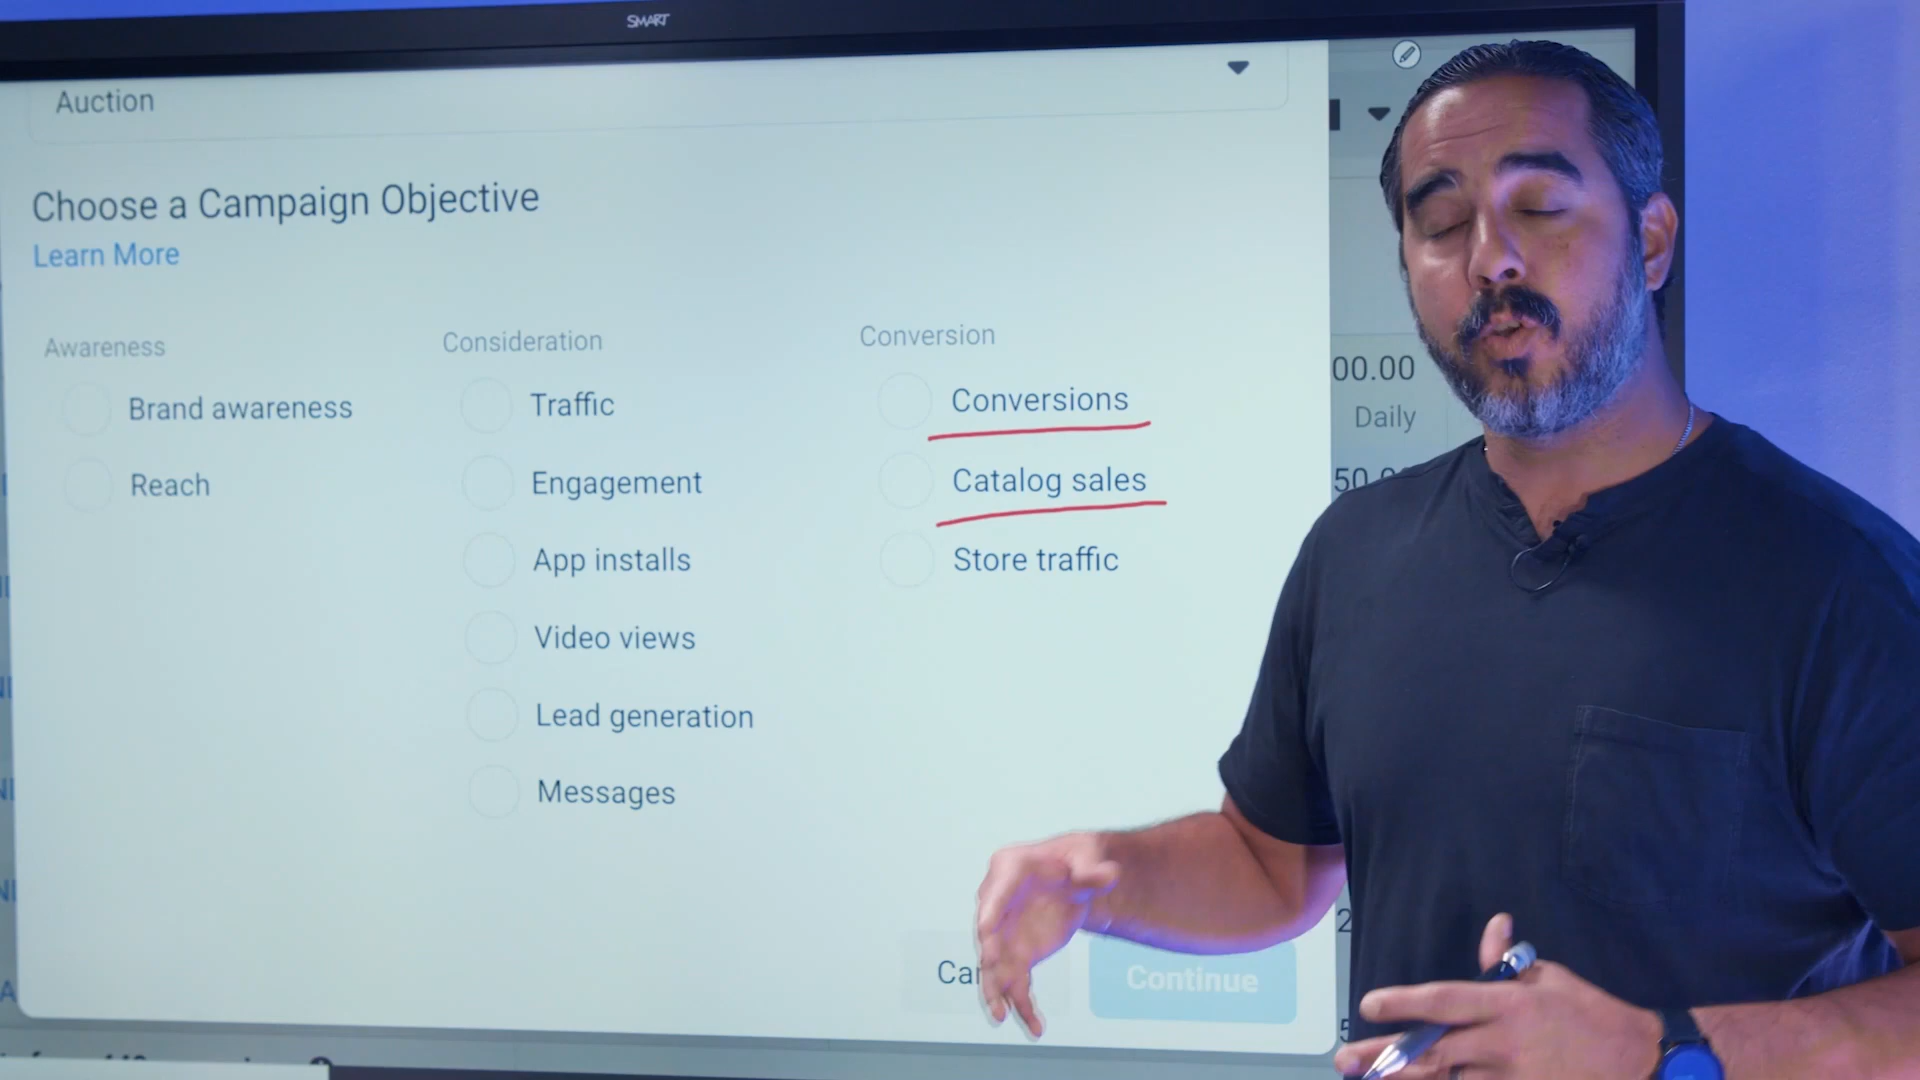 SMART
Auction
Choose a Campaign Objective
Learn More
Awareness
Brand awareness
Reach
Consideration
Traffic
Engagement
App installs
Video views
Lead generation
Messages
Conversion
Conversions
Catalog sales
Store traffic
Continue
00.00
Daily